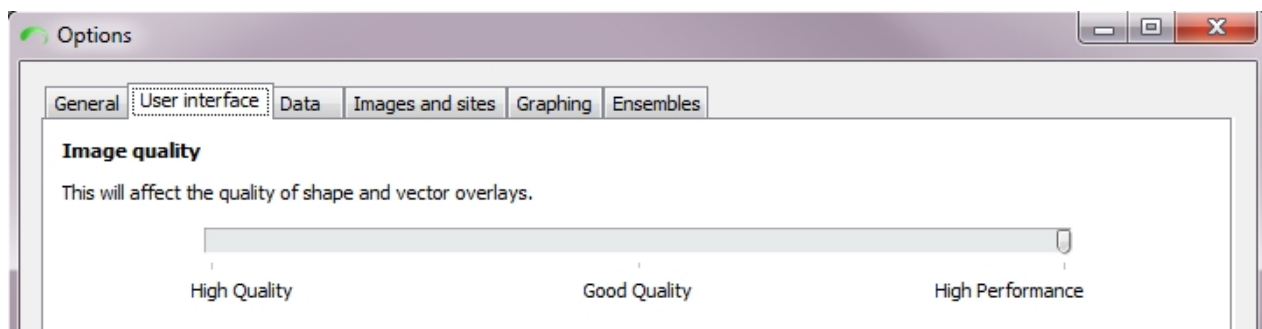 Options
General User interface Data Images and sites Graphing Ensembles
Image quality
This will affect the quality of shape and vector overlays.
High Quality Good Quality High Performance